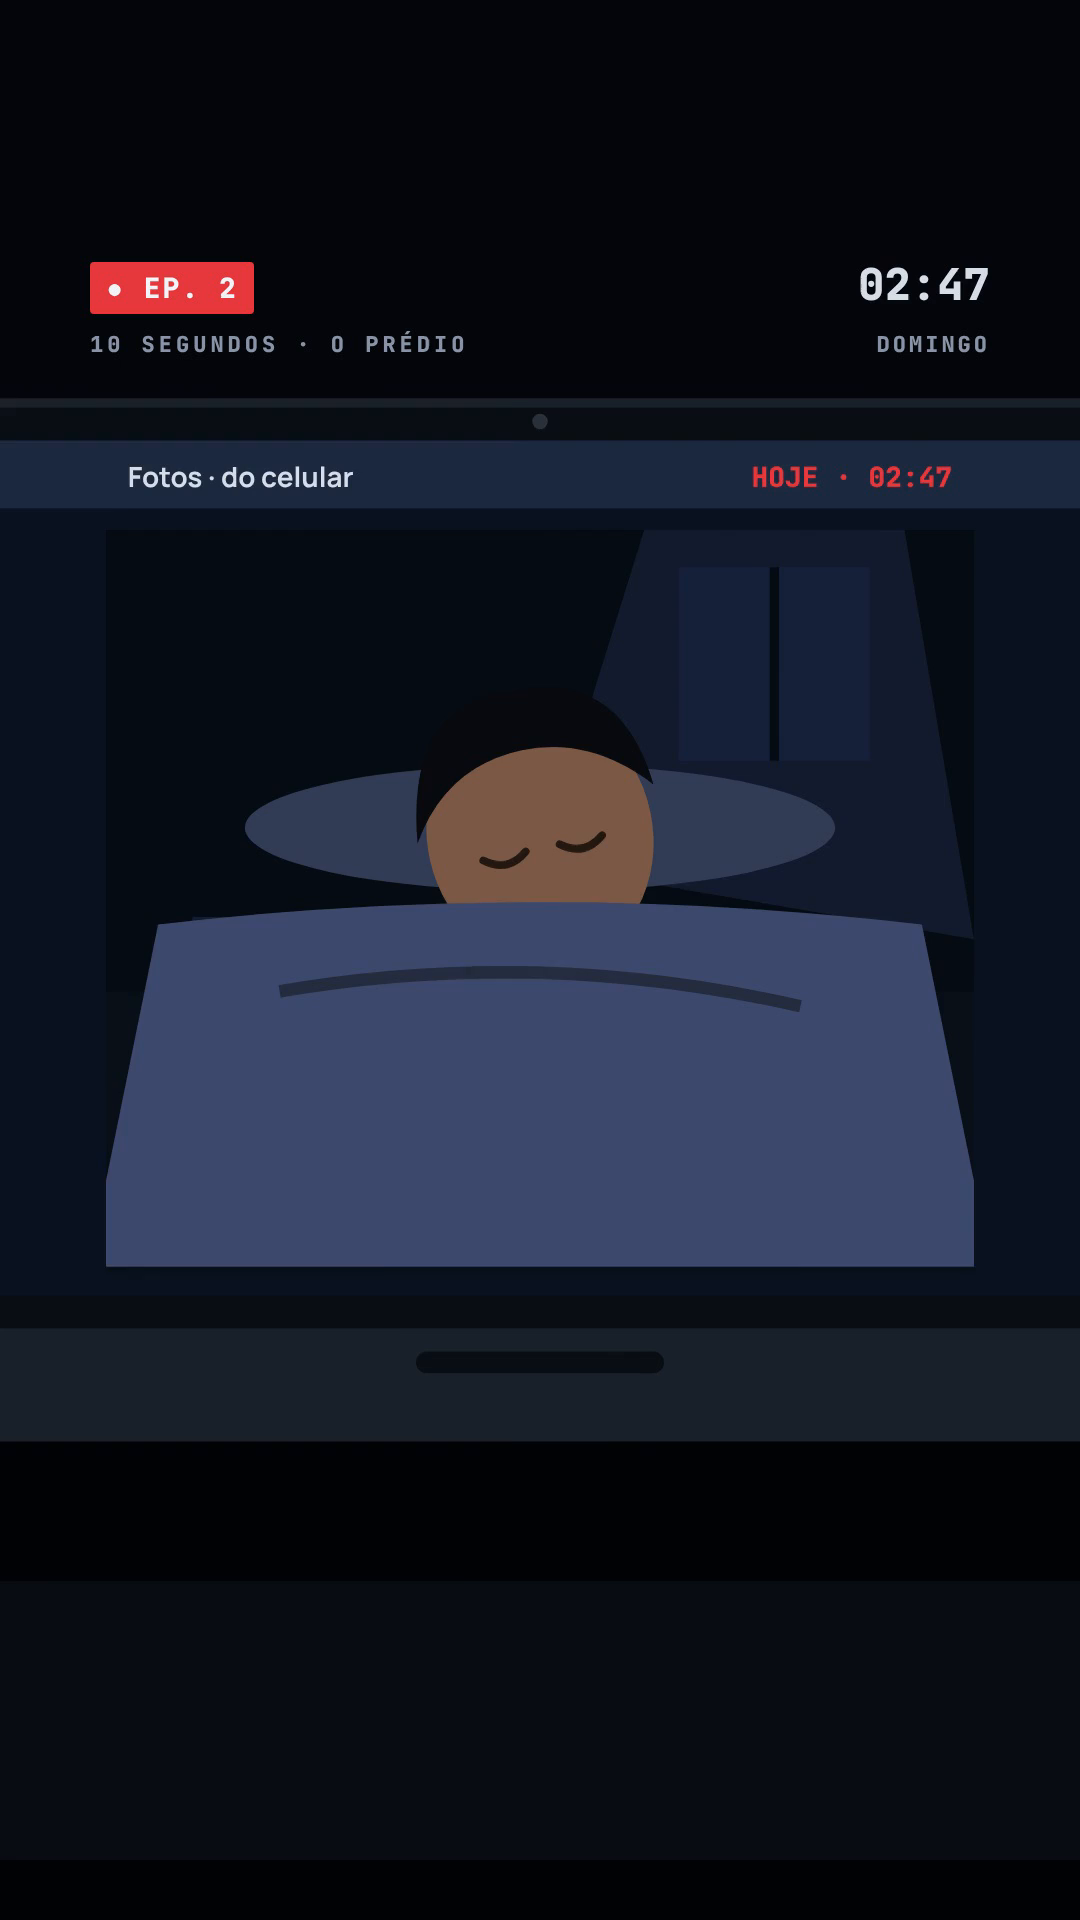 ● EP. 2
02:47
10 SEGUNDOS · O PRÉDIO
DOMINGO
Fotos · do celular
HOJE · 02:47